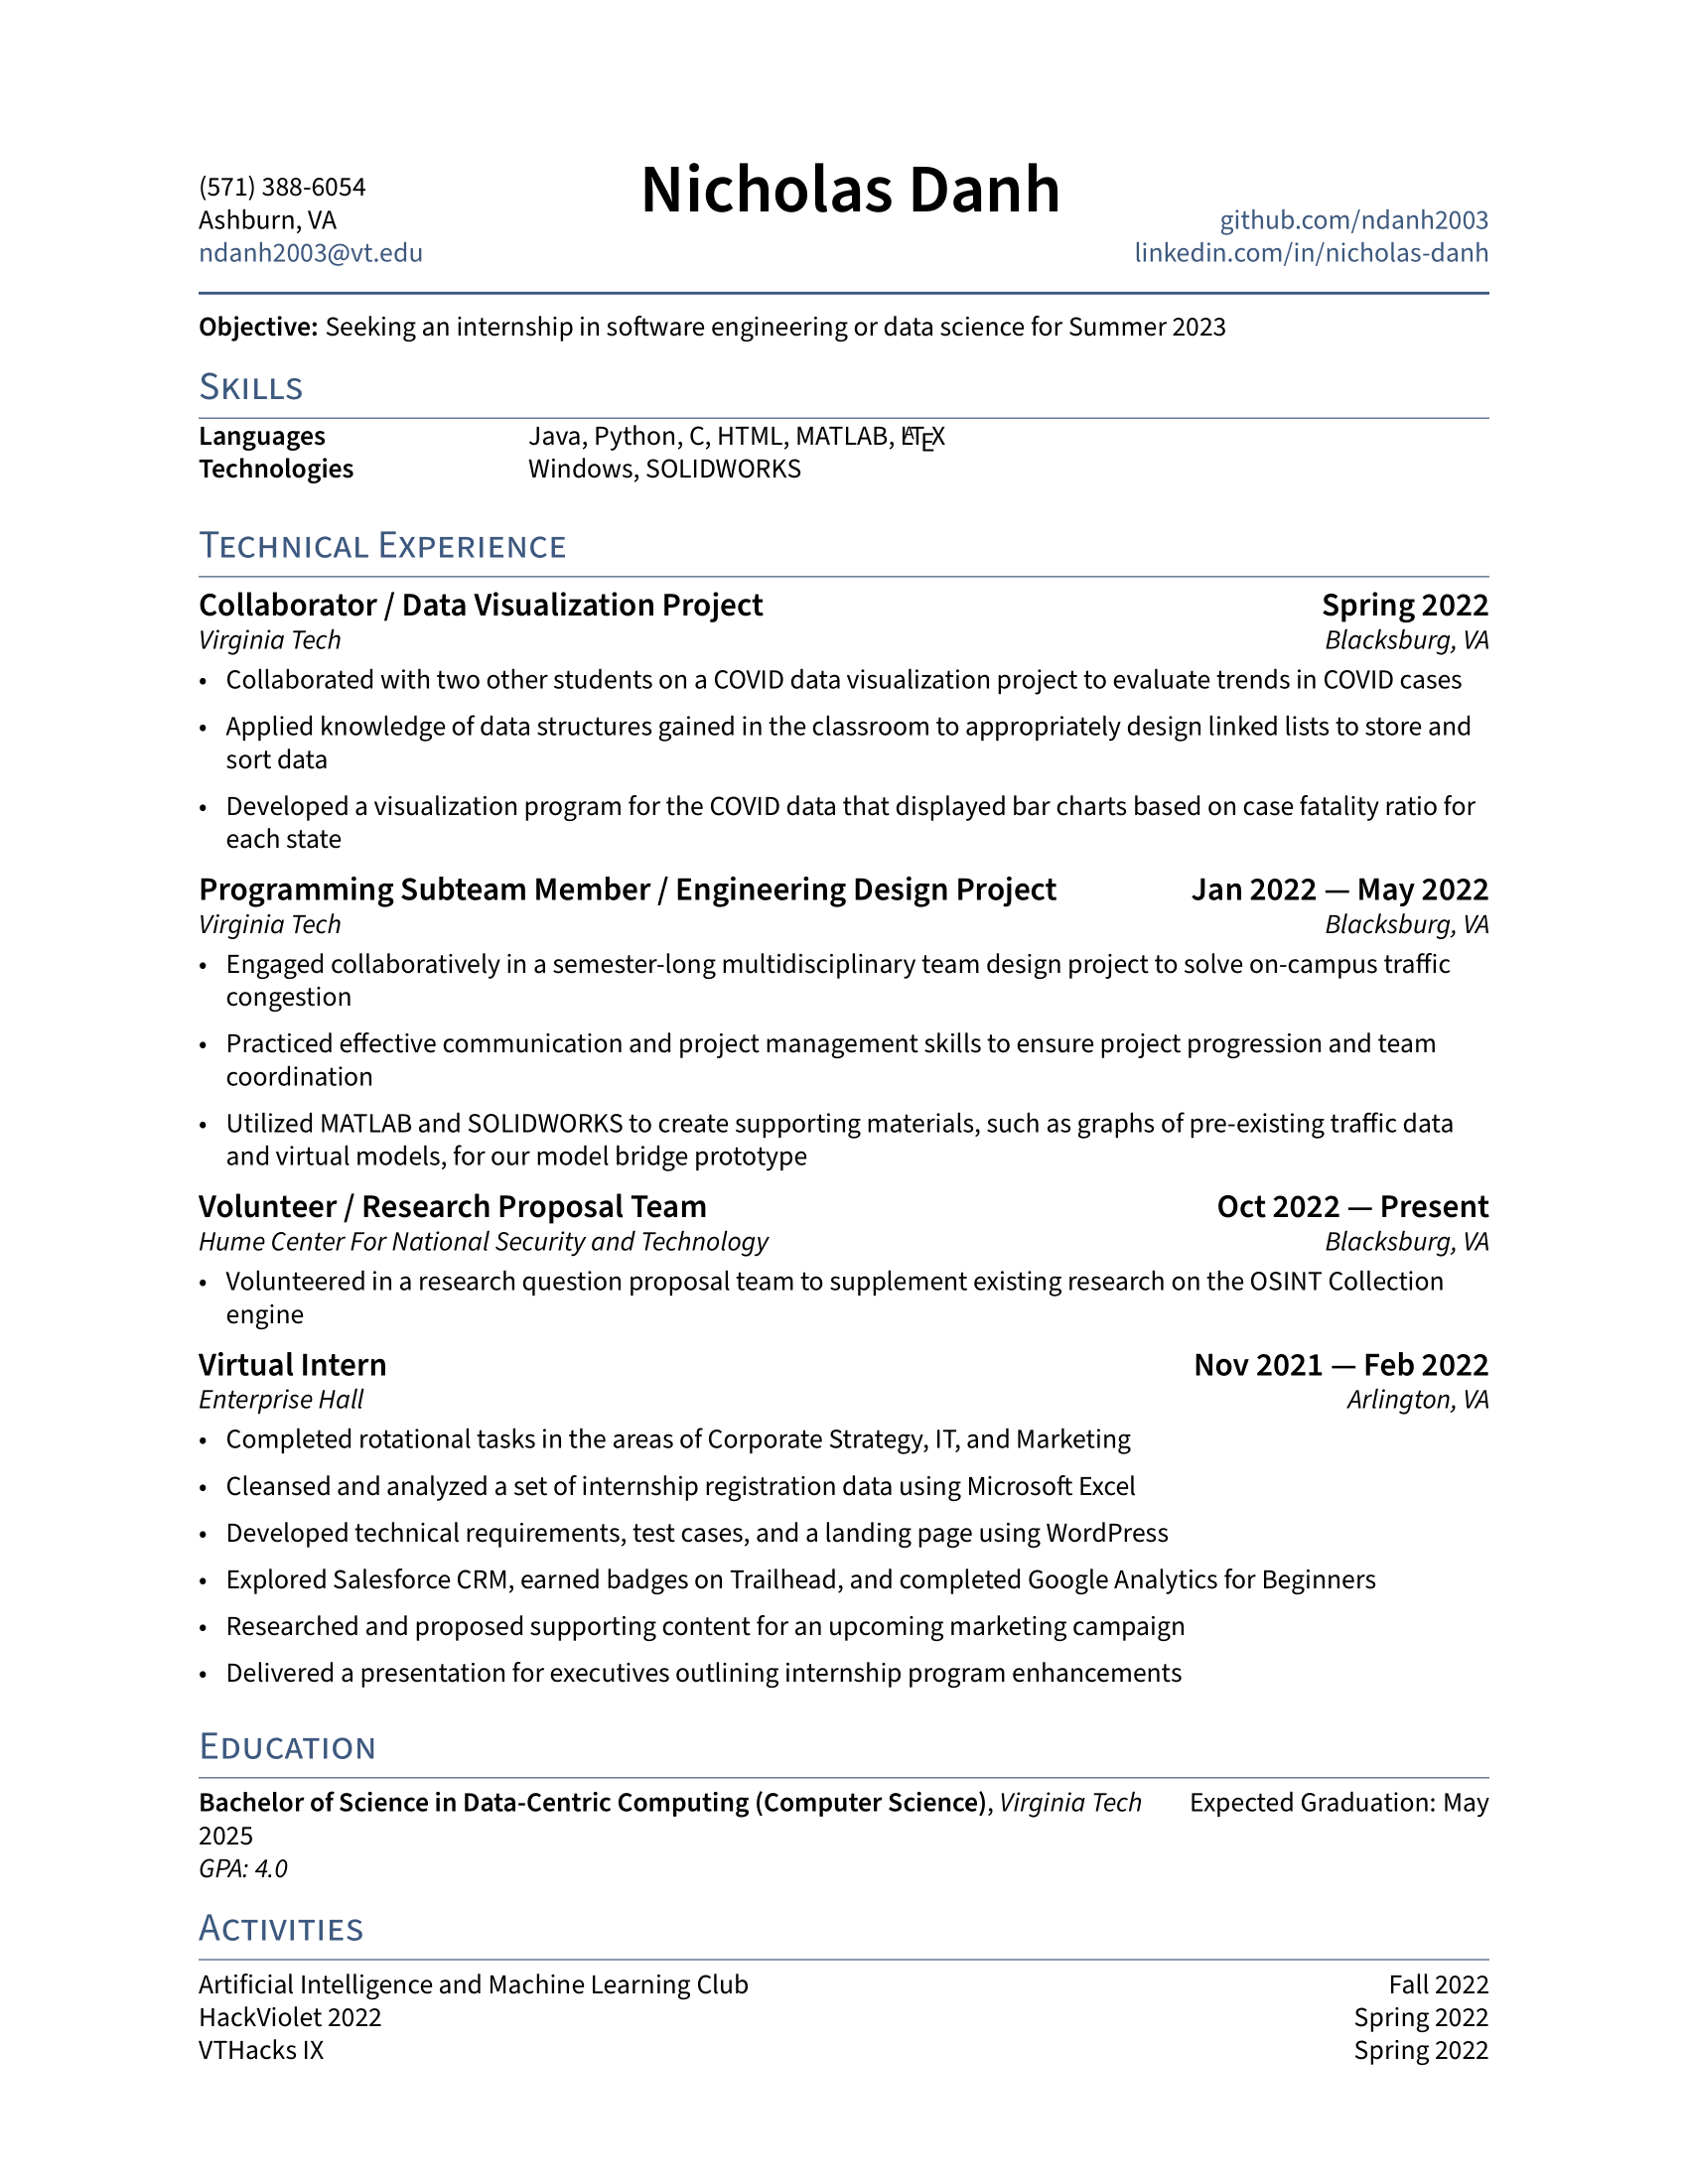 (571) 388-6054
Ashburn, VA
ndanh2003@vt.edu
Nicholas Danh
github.com/ndanh2003
linkedin.com/in/nicholas-danh
Objective: Seeking an internship in software engineering or data science for Summer 2023
Skills
Languages Java, Python, C, HTML, MATLAB, LATEX
Technologies Windows, SOLIDWORKS
Technical Experience
Collaborator / Data Visualization Project Spring 2022
Virginia Tech Blacksburg, VA
• Collaborated with two other students on a COVID data visualization project to evaluate trends in COVID cases
• Applied knowledge of data structures gained in the classroom to appropriately design linked lists to store and
sort data
• Developed a visualization program for the COVID data that displayed bar charts based on case fatality ratio for
each state
Programming Subteam Member / Engineering Design Project Jan 2022 — May 2022
Virginia Tech Blacksburg, VA
• Engaged collaboratively in a semester-long multidisciplinary team design project to solve on-campus traffic
congestion
• Practiced effective communication and project management skills to ensure project progression and team
coordination
• Utilized MATLAB and SOLIDWORKS to create supporting materials, such as graphs of pre-existing traffic data
and virtual models, for our model bridge prototype
Volunteer / Research Proposal Team Oct 2022 — Present
Hume Center For National Security and Technology Blacksburg, VA
• Volunteered in a research question proposal team to supplement existing research on the OSINT Collection
engine
Virtual Intern Nov 2021 — Feb 2022
Enterprise Hall Arlington, VA
• Completed rotational tasks in the areas of Corporate Strategy, IT, and Marketing
• Cleansed and analyzed a set of internship registration data using Microsoft Excel
• Developed technical requirements, test cases, and a landing page using WordPress
• Explored Salesforce CRM, earned badges on Trailhead, and completed Google Analytics for Beginners
• Researched and proposed supporting content for an upcoming marketing campaign
• Delivered a presentation for executives outlining internship program enhancements
Education
Bachelor of Science in Data-Centric Computing (Computer Science), Virginia Tech Expected Graduation: May
2025
GPA: 4.0
Activities
Artificial Intelligence and Machine Learning Club Fall 2022
HackViolet 2022 Spring 2022
VTHacks IX Spring 2022